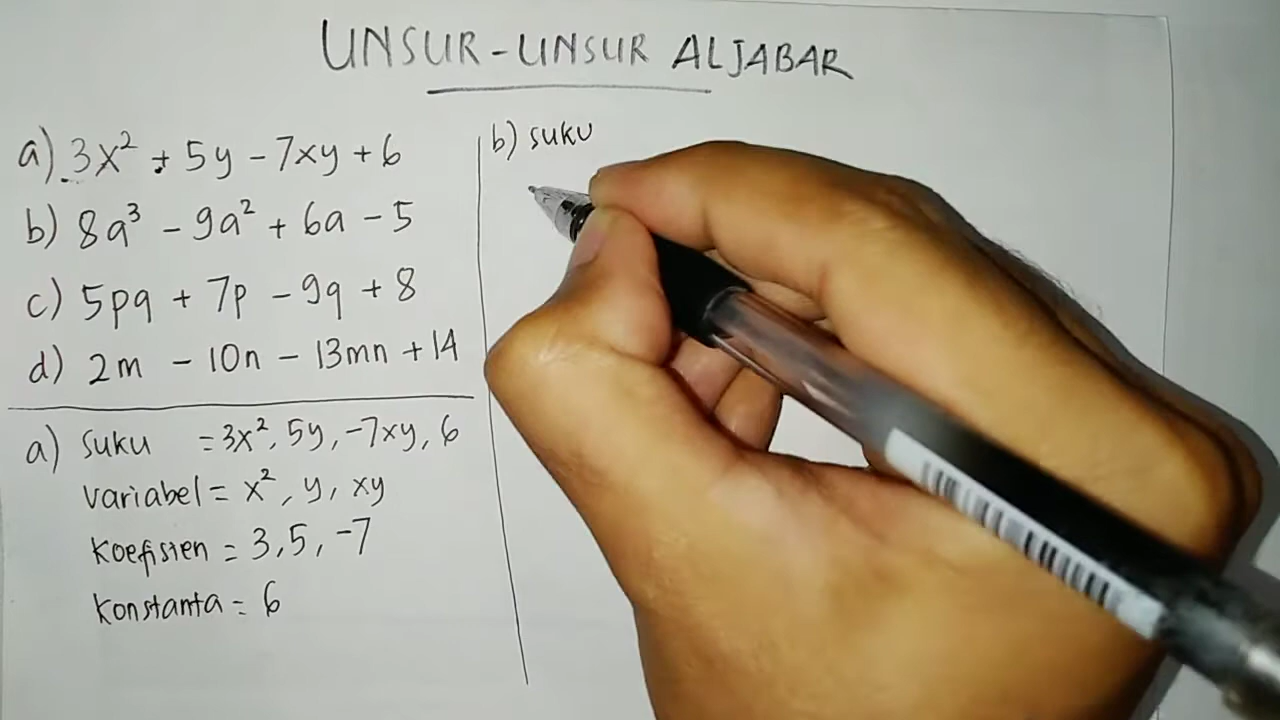 UNSUR-UNSUR ALJABAR
a) 3x² + 5y - 7xy + 6
b) 8a³ - 9a² + 6a - 5
c) 5pq + 7p - 9q + 8
d) 2m - 10n - 13mn + 14
a) suku = 3x², 5y, -7xy, 6
variabel = x², y, xy
koefisien = 3, 5, -7
konstanta = 6
b) suku